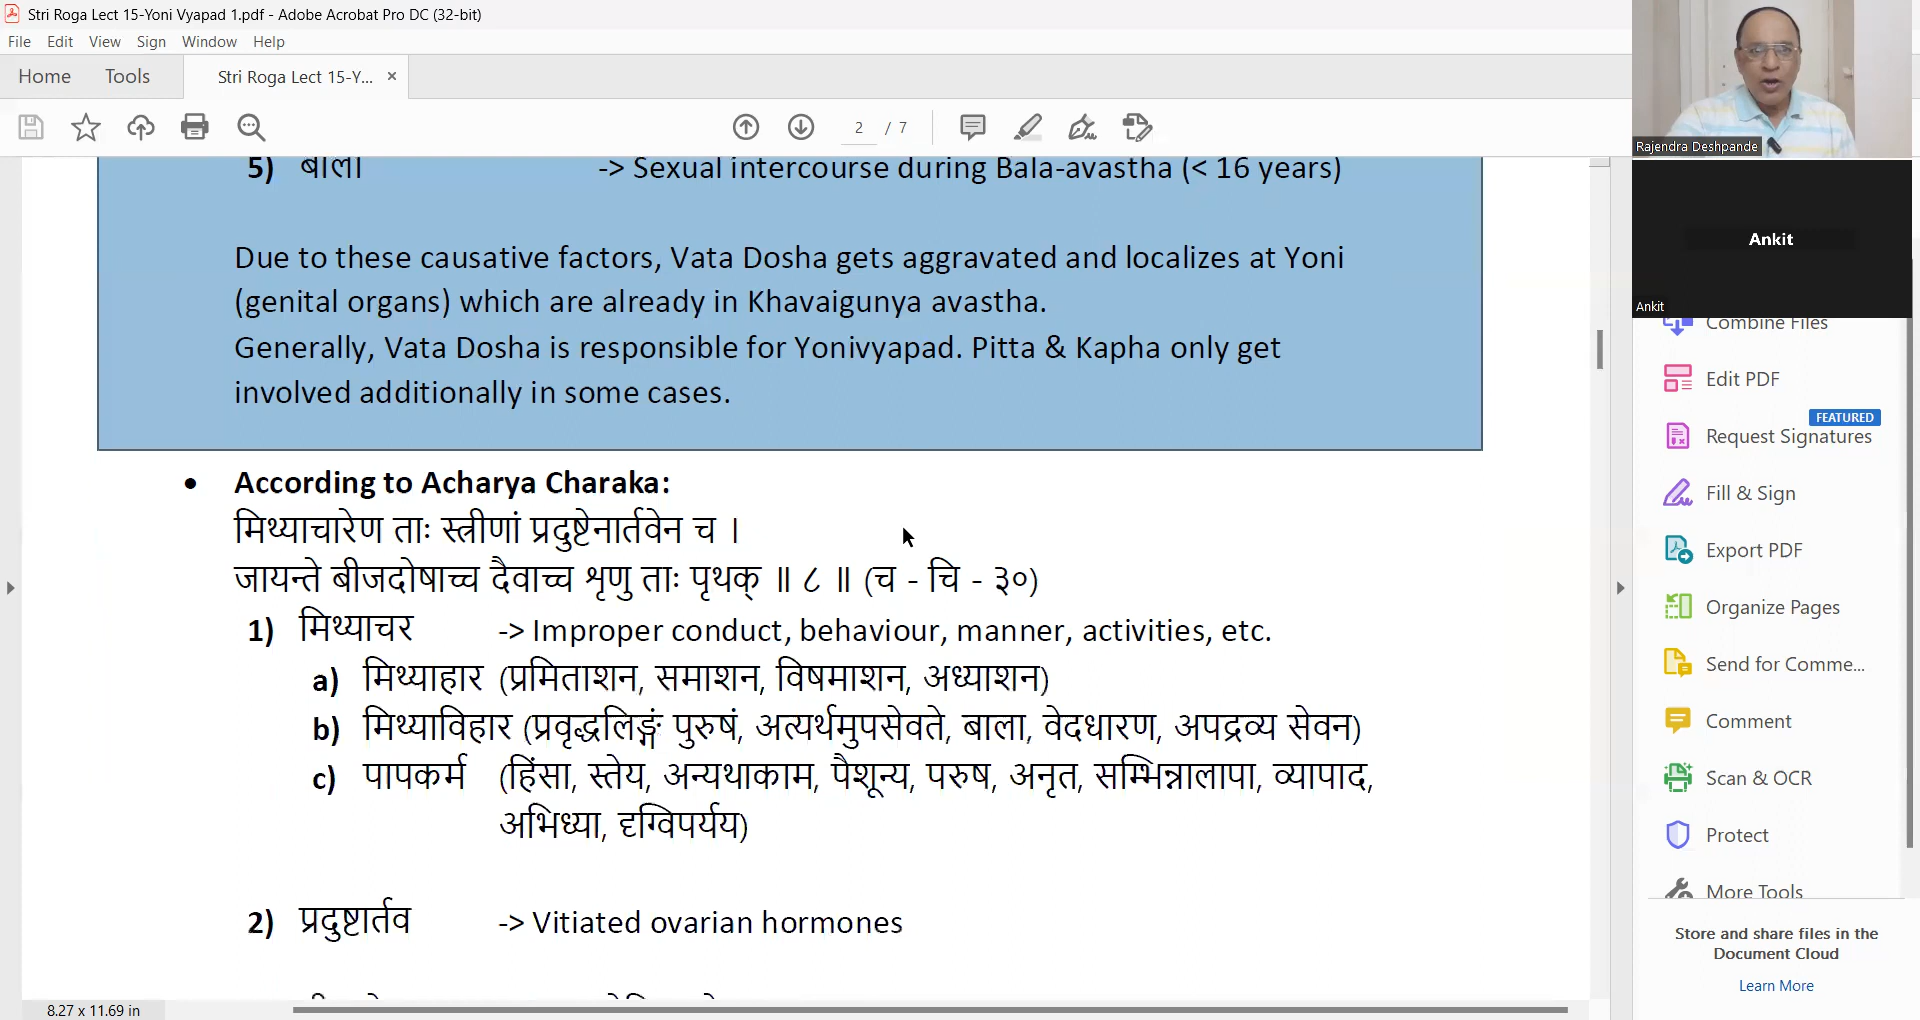 Stri Roga Lect 15-Yoni Vyapad 1.pdf - Adobe Acrobat Pro DC (32-bit)
File Edit View Sign Window Help
Home Tools Stri Roga Lect 15-Y... ×
2 / 7
Rajendra Deshpande
Ankit
Ankit
5) बाला -> Sexual intercourse during Bala-avastha (< 16 years)
Due to these causative factors, Vata Dosha gets aggravated and localizes at Yoni
(genital organs) which are already in Khavaigunya avastha.
Generally, Vata Dosha is responsible for Yonivyapad. Pitta & Kapha only get
involved additionally in some cases.
• According to Acharya Charaka:
मिथ्याचारेण ताः स्त्रीणां प्रदुष्टेनार्तवेन च ।
जायन्ते बीजदोषाच्च दैवाच्च श्रृणु ताः पृथक् ॥ ८ ॥ (च - चि - ३०)
1) मिथ्याचर -> Improper conduct, behaviour, manner, activities, etc.
a) मिथ्याहार (प्रमिताशन, समाशन, विषमाशन, अध्याशन)
b) मिथ्याविहार (प्रवृद्धलिङ्गं पुरुषं, अत्यर्थमुपसेवते, बाला, वेदधारण, अपद्रव्य सेवन)
c) पापकर्म (हिंसा, स्तेय, अन्यथाकाम, पैशून्य, परुष, अनृत, सम्भिन्नालापा, व्यापाद,
अभिध्या, दृग्विपर्यय)
2) प्रदुष्टार्तव -> Vitiated ovarian hormones
Combine Files
Edit PDF
FEATURED
Request Signatures
Fill & Sign
Export PDF
Organize Pages
Send for Comme...
Comment
Scan & OCR
Protect
More Tools
Store and share files in the
Document Cloud
Learn More
8.27 x 11.69 in